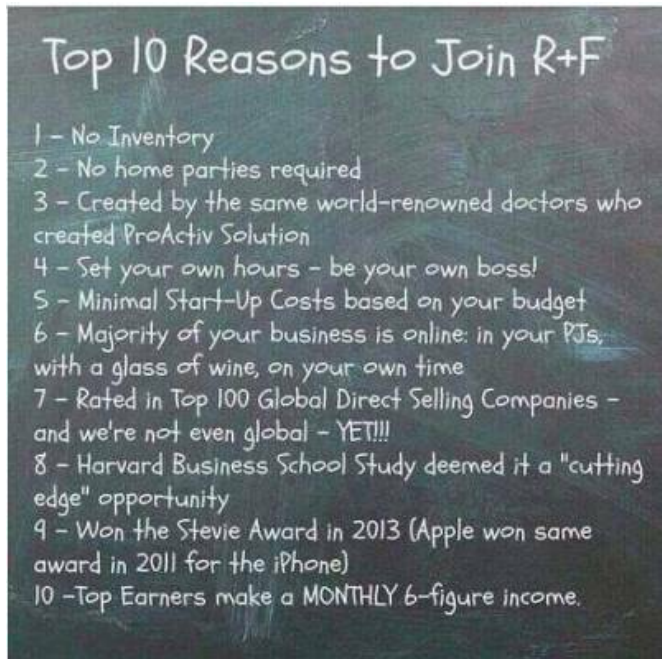 Top 10 Reasons to Join R+F
1 - No Inventory
2 - No home parties required
3 - Created by the same world-renowned doctors who
created ProActiv Solution
4 - Set your own hours - be your own boss!
5 - Minimal Start-Up Costs based on your budget
6 - Majority of your business is online: in your PJs,
with a glass of wine, on your own time
7 - Rated in Top 100 Global Direct Selling Companies -
and we're not even global - YET!!!
8 - Harvard Business School Study deemed it a "cutting
edge" opportunity
9 - Won the Stevie Award in 2013 (Apple won same
award in 2011 for the iPhone)
10 -Top Earners make a MONTHLY 6-figure income.